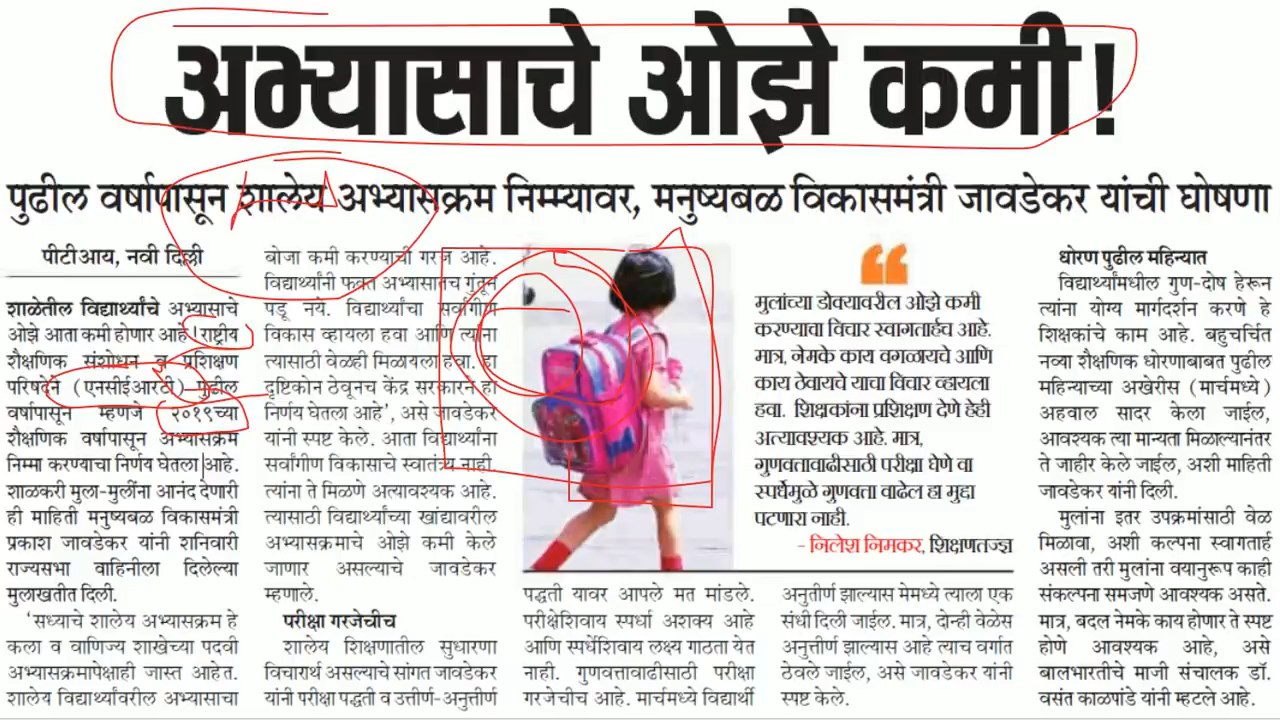 अभ्यासाचे ओझे कमी!
पुढील वर्षापासून शालेय अभ्यासक्रम निम्म्यावर, मनुष्यबळ विकासमंत्री जावडेकर यांची घोषणा
पीटीआय, नवी दिल्ली
शाळेतील विद्यार्थ्यांचे अभ्यासाचे
ओझे आता कमी होणार आहे. राष्ट्रीय
शैक्षणिक संशोधन व प्रशिक्षण
परिषदेने (एनसीईआरटी) पुढील
वर्षापासून म्हणजे २०१९च्या
शैक्षणिक वर्षापासून अभ्यासक्रम
निम्मा करण्याचा निर्णय घेतला आहे.
शाळकरी मुला-मुलींना आनंद देणारी
ही माहिती मनुष्यबळ विकासमंत्री
प्रकाश जावडेकर यांनी शनिवारी
राज्यसभा वाहिनीला दिलेल्या
मुलाखतीत दिली.
‘सध्याचे शालेय अभ्यासक्रम हे
कला व वाणिज्य शाखेच्या पदवी
अभ्यासक्रमापेक्षाही जास्त आहेत.
शालेय विद्यार्थ्यांवरील अभ्यासाचा
बोजा कमी करण्याची गरज आहे.
विद्यार्थ्यांनी फक्त अभ्यासातच गुंतून
पडू नये. विद्यार्थ्यांचा सर्वांगीण
विकास व्हायला हवा आणि त्यांना
त्यासाठी वेळही मिळायला हवा. हा
दृष्टिकोन ठेवूनच केंद्र सरकारने हा
निर्णय घेतला आहे’, असे जावडेकर
यांनी स्पष्ट केले. आता विद्यार्थ्यांना
सर्वांगीण विकासाचे स्वातंत्र्य नाही.
त्यांना ते मिळणे अत्यावश्यक आहे.
त्यासाठी विद्यार्थ्यांच्या खांद्यावरील
अभ्यासक्रमाचे ओझे कमी केले
जाणार असल्याचे जावडेकर
म्हणाले.
परीक्षा गरजेचीच
शालेय शिक्षणातील सुधारणा
विचारार्थ असल्याचे सांगत जावडेकर
यांनी परीक्षा पद्धती व उत्तीर्ण-अनुत्तीर्ण
“
मुलांच्या डोक्यावरील ओझे कमी
करण्याचा विचार स्वागतार्हच आहे.
मात्र, नेमके काय वगळायचे आणि
काय ठेवायचे याचा विचार व्हायला
हवा. शिक्षकांना प्रशिक्षण देणे हेही
अत्यावश्यक आहे. मात्र,
गुणवत्तावाढीसाठी परीक्षा घेणे वा
स्पर्धेमुळे गुणवत्ता वाढेल हा मुद्दा
पटणारा नाही.
- निलेश निमकर, शिक्षणतज्ज्ञ
पद्धती यावर आपले मत मांडले.
परीक्षेशिवाय स्पर्धा अशक्य आहे
आणि स्पर्धेशिवाय लक्ष्य गाठता येत
नाही. गुणवत्तावाढीसाठी परीक्षा
गरजेचीच आहे. मार्चमध्ये विद्यार्थी
अनुतीर्ण झाल्यास मेमध्ये त्याला एक
संधी दिली जाईल. मात्र, दोन्ही वेळेस
अनुत्तीर्ण झाल्यास आहे त्याच वर्गात
ठेवले जाईल, असे जावडेकर यांनी
स्पष्ट केले.
धोरण पुढील महिन्यात
विद्यार्थ्यांमधील गुण-दोष हेरून
त्यांना योग्य मार्गदर्शन करणे हे
शिक्षकांचे काम आहे. बहुचर्चित
नव्या शैक्षणिक धोरणाबाबत पुढील
महिन्याच्या अखेरीस (मार्चमध्ये)
अहवाल सादर केला जाईल,
आवश्यक त्या मान्यता मिळाल्यानंतर
ते जाहीर केले जाईल, अशी माहिती
जावडेकर यांनी दिली.
मुलांना इतर उपक्रमांसाठी वेळ
मिळावा, अशी कल्पना स्वागतार्ह
असली तरी मुलांना वयानुरूप काही
संकल्पना समजणे आवश्यक असते.
मात्र, बदल नेमके काय होणार ते स्पष्ट
होणे आवश्यक आहे, असे
बालभारतीचे माजी संचालक डॉ.
वसंत काळपांडे यांनी म्हटले आहे.